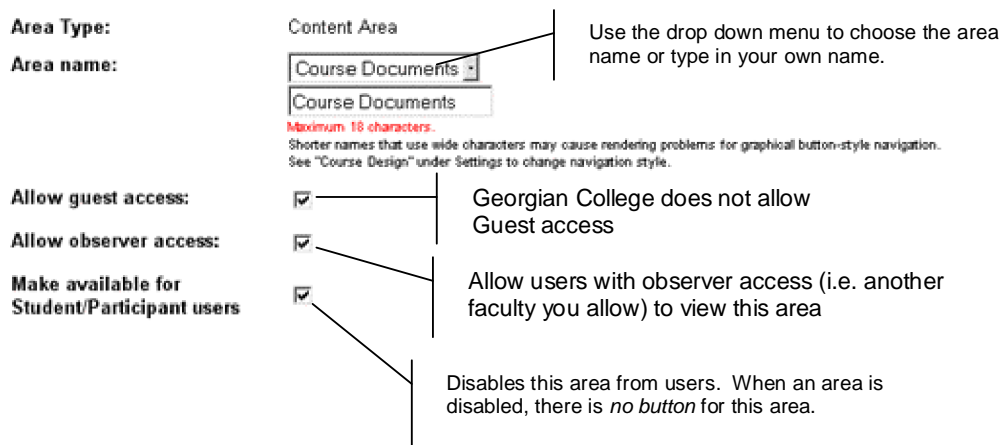 Area Type:
Content Area
Use the drop down menu to choose the area
name or type in your own name.
Area name:
Course Documents
Course Documents
Maximum 18 characters.
Shorter names that use wide characters may cause rendering problems for graphical button-style navigation.
See "Course Design" under Settings to change navigation style.
Allow guest access:
Georgian College does not allow
Guest access
Allow observer access:
Allow users with observer access (i.e. another
faculty you allow) to view this area
Make available for
Student/Participant users
Disables this area from users. When an area is
disabled, there is no button for this area.